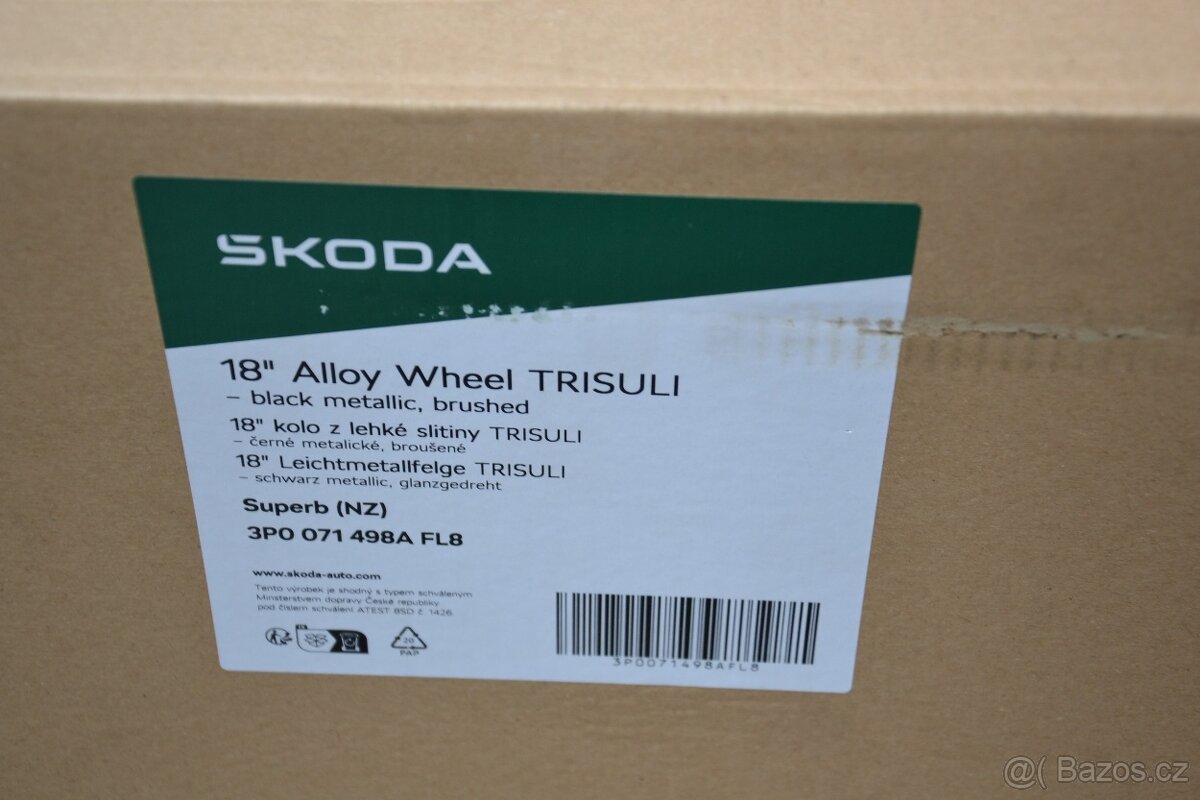 SKODA
18" Alloy Wheel TRISULI
– black metallic, brushed
18" kolo z lehké slitiny TRISULI
– černé metalické, broušené
18" Leichtmetallfelge TRISULI
– schwarz metallic, glanzgedreht
Superb (NZ)
3P0 071 498A FL8
www.skoda-auto.com
Tento výrobek je shodný s typem schváleným
Ministerstvem dopravy České republiky
pod číslem schválení ATEST 8SD č. 1426
20
PAP
3P0071498AFL8
@( Bazos.cz